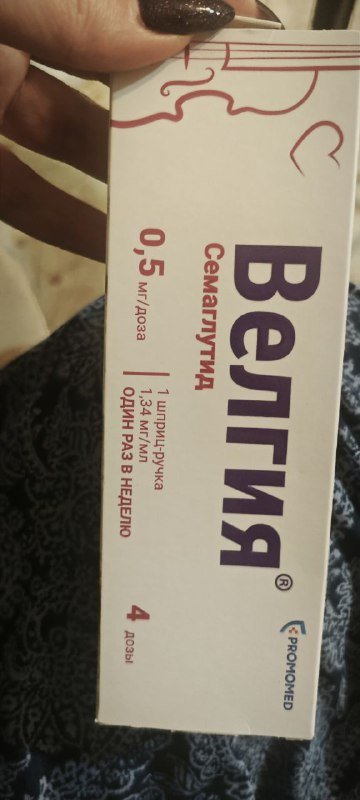 Велгия®
Семаглутид
0,5 мг/доза
1 шприц-ручка
1,34 мг/мл
ОДИН РАЗ В НЕДЕЛЮ
4 дозы
PROMOMED